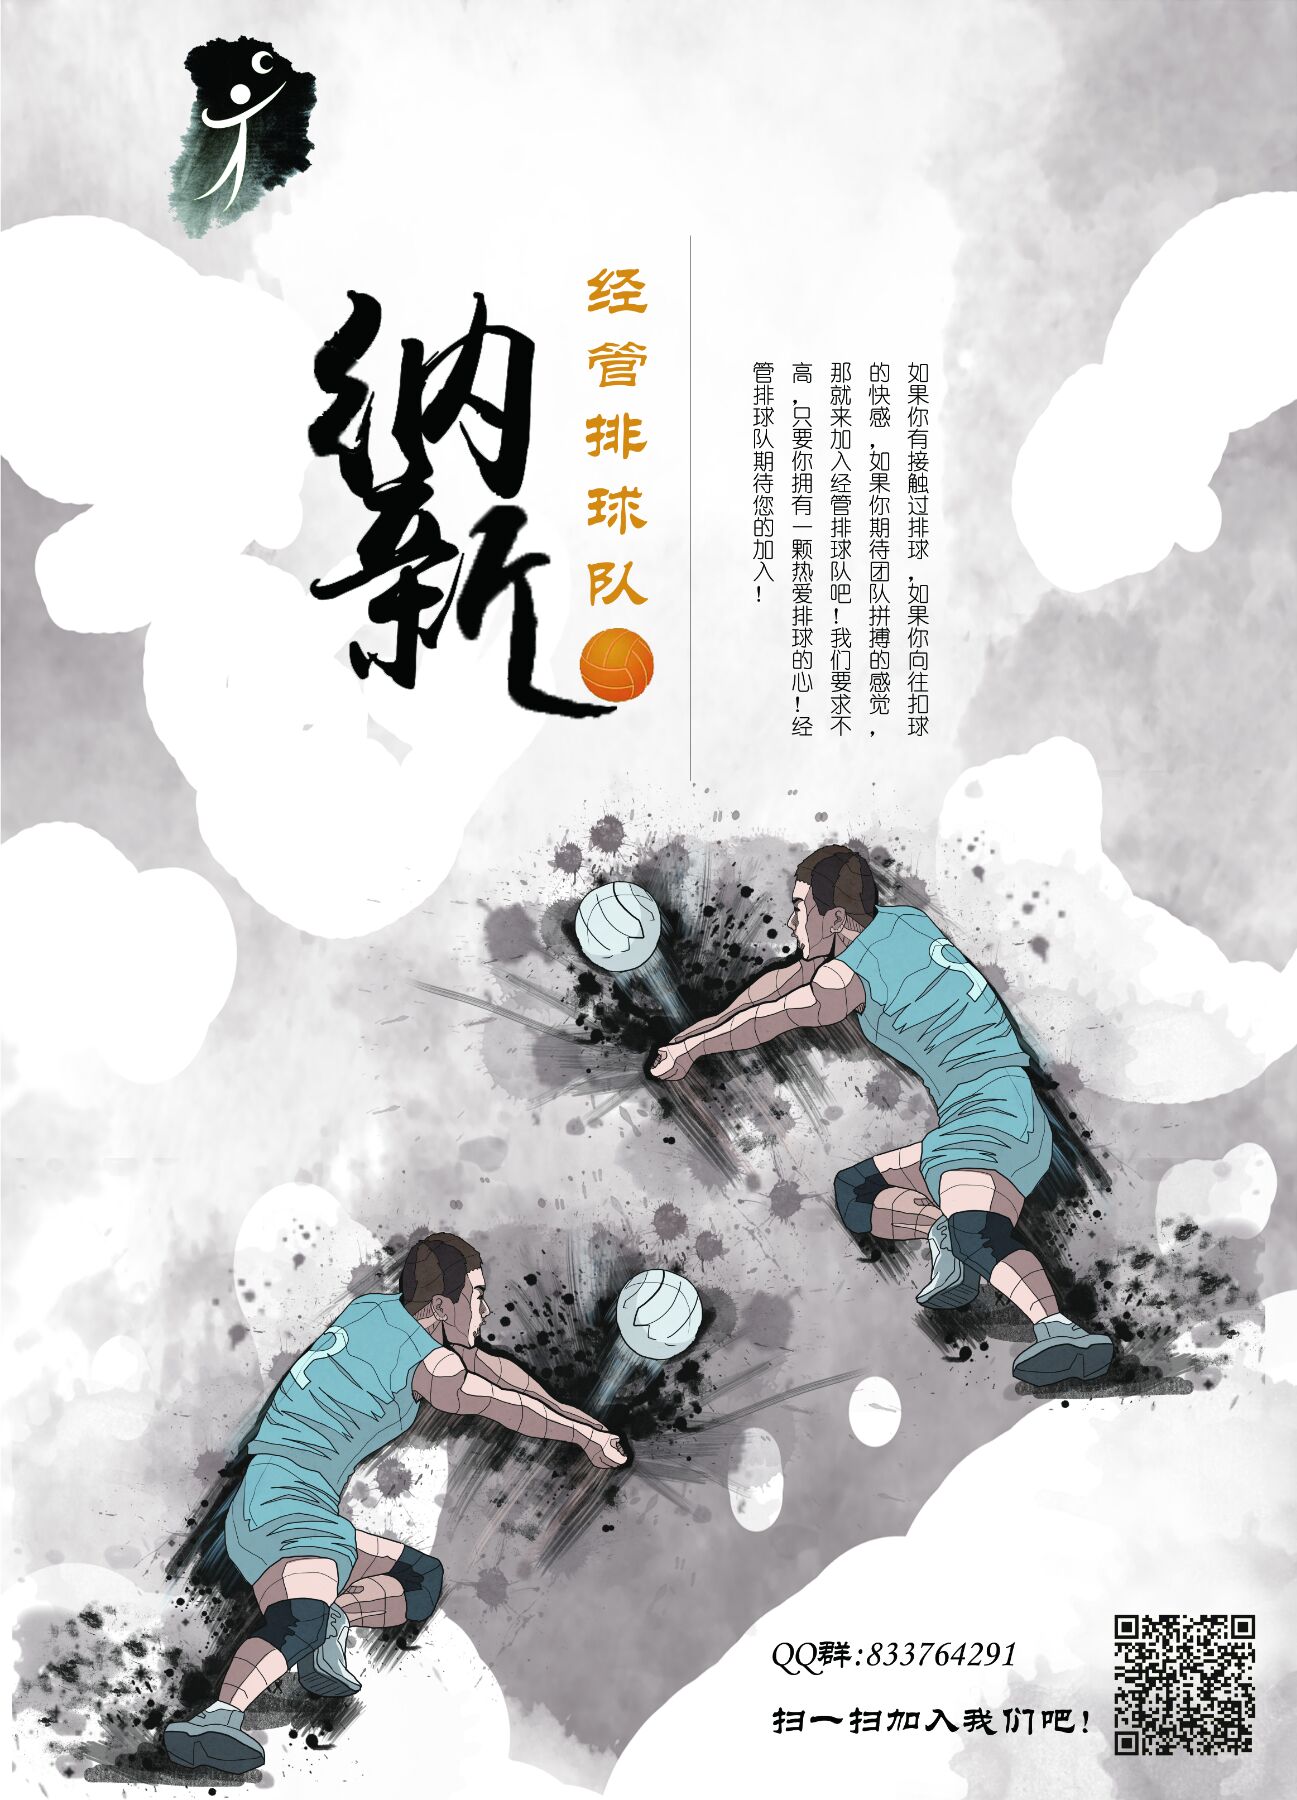 纳新
经管排球队
如果你有接触过排球，如果你向往扣球
的快感，如果你期待团队拼搏的感觉，
那就来加入经管排球队吧！我们要求不
高，只要你拥有一颗热爱排球的心！经
管排球队期待您的加入！
QQ群:833764291
扫一扫加入我们吧！